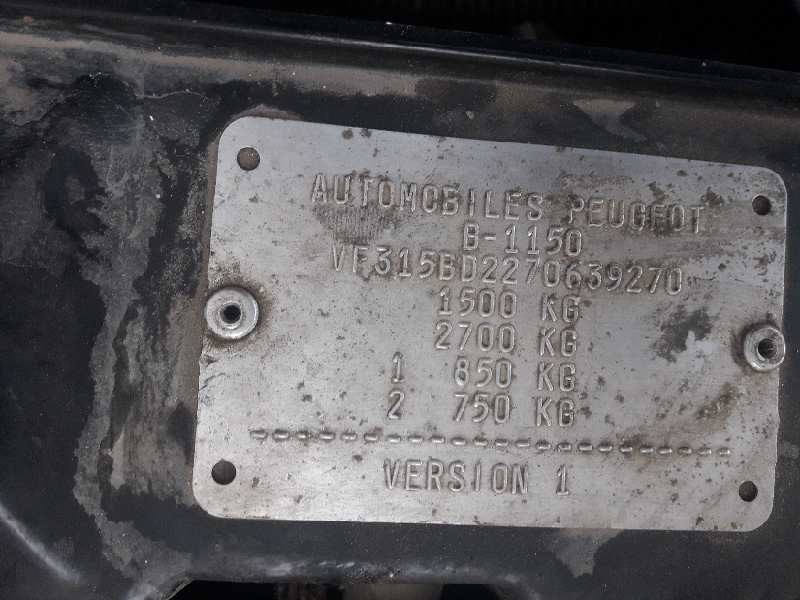 AUTOMOBILES PEUGEOT
B-1150
VF315BD2270639270
1500 KG
2700 KG
1 850 KG
2 750 KG
--------------------------
VERSION 1